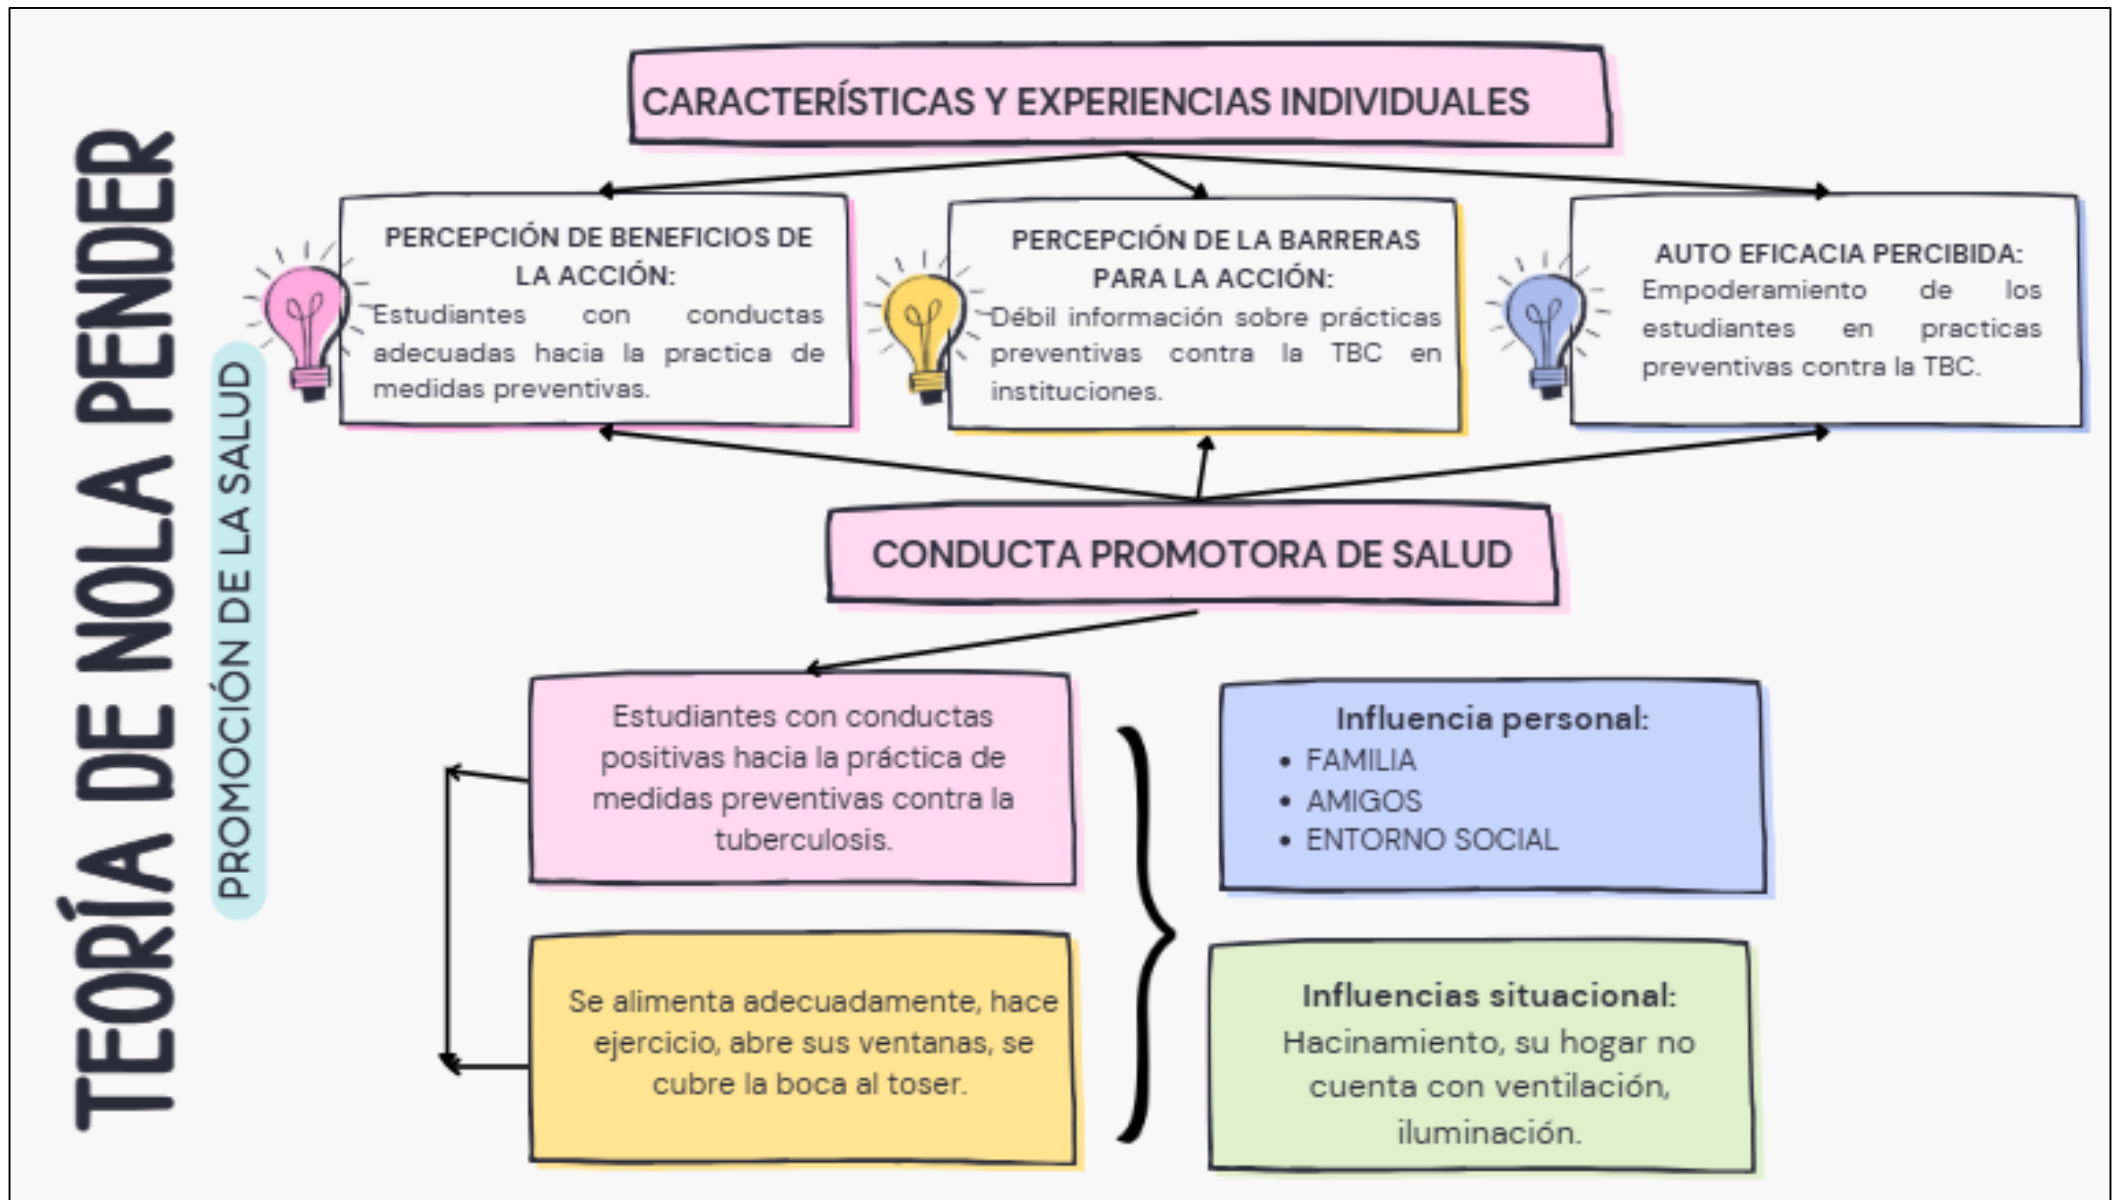 TEORÍA DE NOLA PENDER
PROMOCIÓN DE LA SALUD
CARACTERÍSTICAS Y EXPERIENCIAS INDIVIDUALES
PERCEPCIÓN DE BENEFICIOS DE
LA ACCIÓN:
Estudiantes con conductas
adecuadas hacia la practica de
medidas preventivas.
PERCEPCIÓN DE LA BARRERAS
PARA LA ACCIÓN:
Débil información sobre prácticas
preventivas contra la TBC en
instituciones.
AUTO EFICACIA PERCIBIDA:
Empoderamiento de los
estudiantes en practicas
preventivas contra la TBC.
CONDUCTA PROMOTORA DE SALUD
Estudiantes con conductas
positivas hacia la práctica de
medidas preventivas contra la
tuberculosis.
Se alimenta adecuadamente, hace
ejercicio, abre sus ventanas, se
cubre la boca al toser.
Influencia personal:
• FAMILIA
• AMIGOS
• ENTORNO SOCIAL
Influencias situacional:
Hacinamiento, su hogar no
cuenta con ventilación,
iluminación.